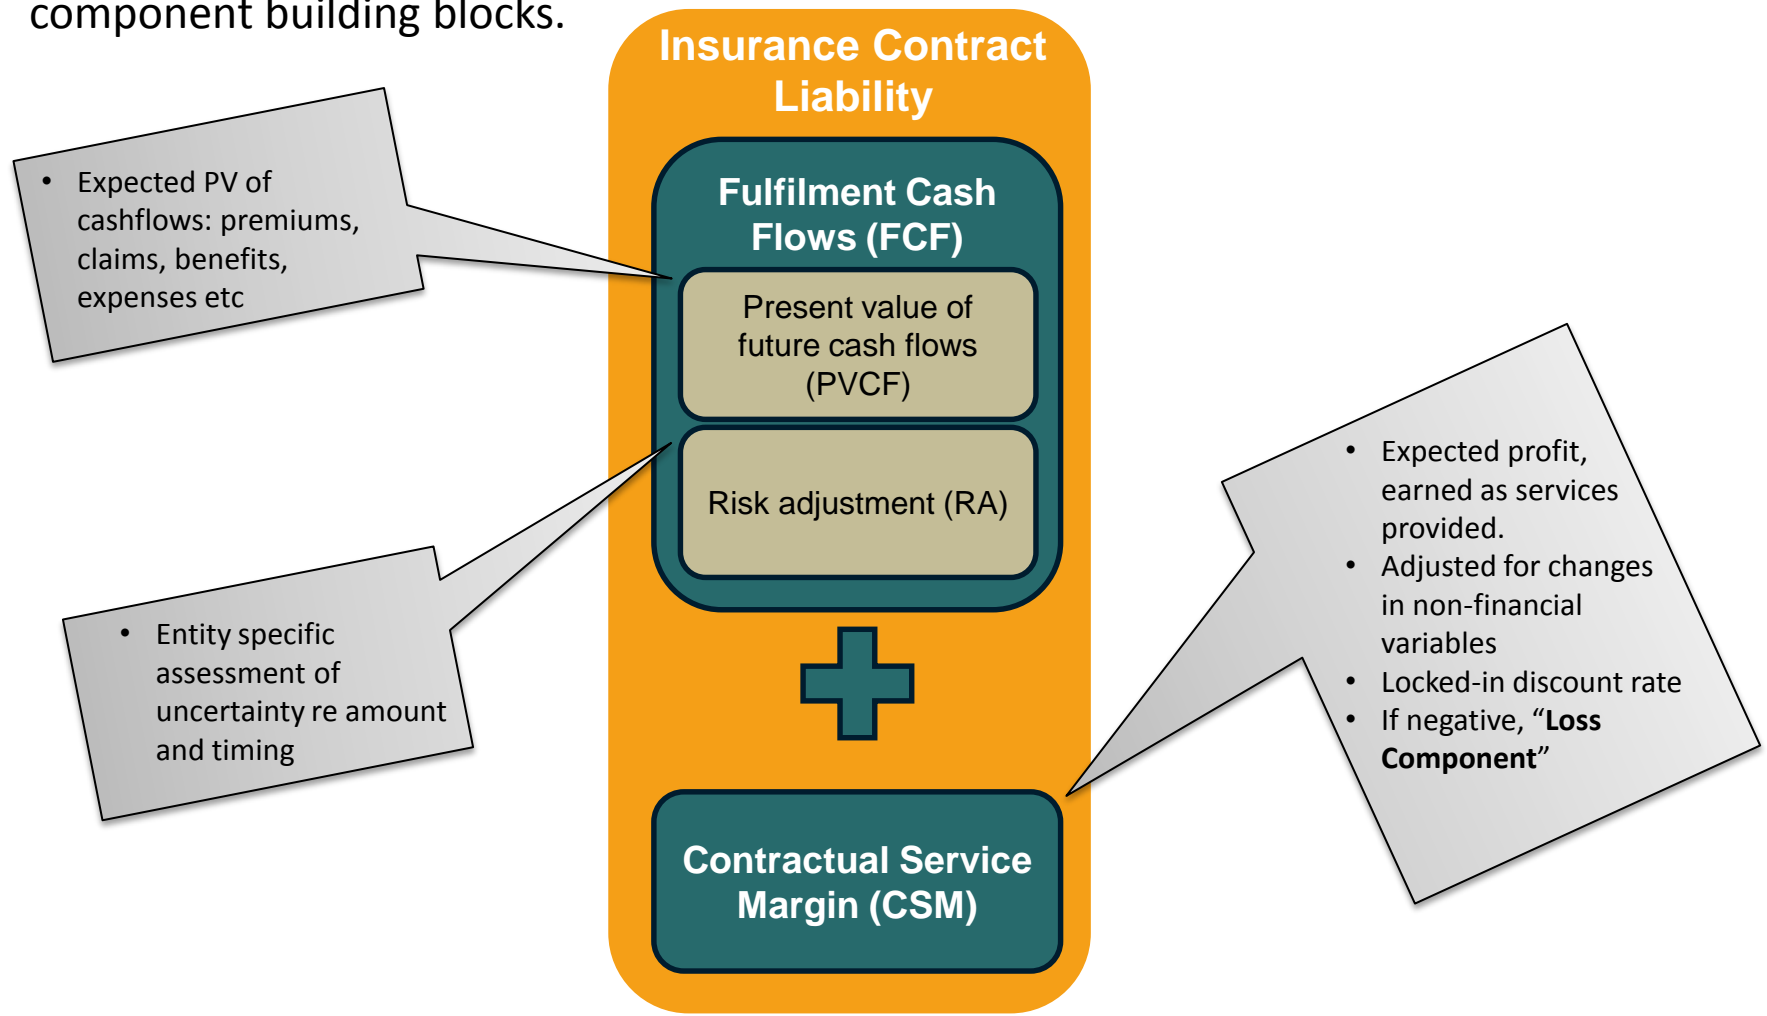 component building blocks.
Insurance Contract
Liability
• Expected PV of
cashflows: premiums,
claims, benefits,
expenses etc
Fulfilment Cash
Flows (FCF)
Present value of
future cash flows
(PVCF)
Risk adjustment (RA)
• Entity specific
assessment of
uncertainty re amount
and timing
• Expected profit,
earned as services
provided.
• Adjusted for changes
in non-financial
variables
• Locked-in discount rate
• If negative, “Loss
Component”
Contractual Service
Margin (CSM)